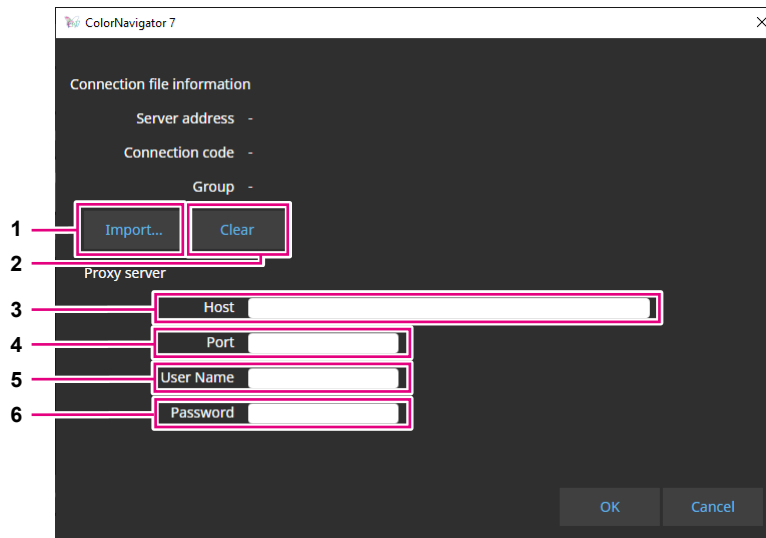 ColorNavigator 7
Connection file information
Server address -
Connection code -
Group -
1 Import... Clear
2
Proxy server
3 Host
4 Port
5 User Name
6 Password
OK Cancel